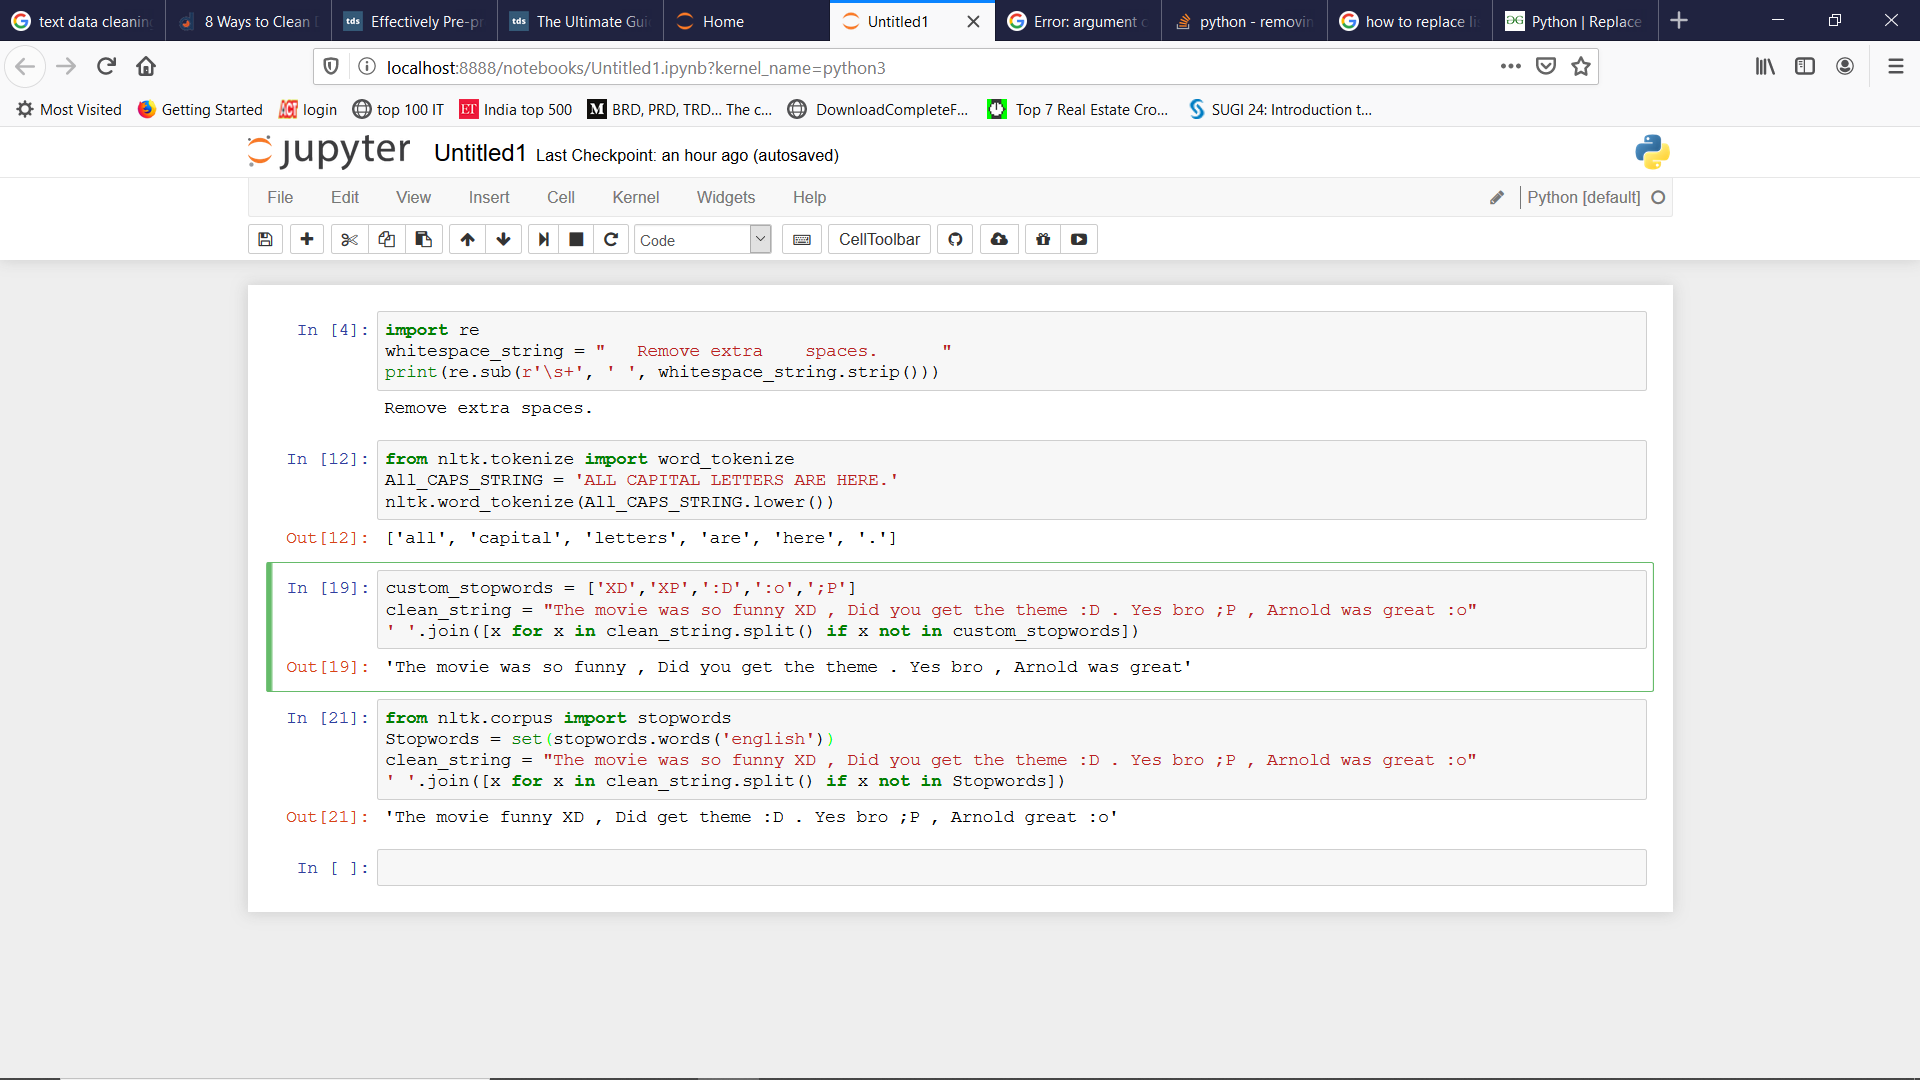 text data cleaning
8 Ways to Clean
Effectively Pre-pr
The Ultimate Gui
Home
Untitled1
Error: argument
python - removin
how to replace li
Python | Replace
localhost:8888/notebooks/Untitled1.ipynb?kernel_name=python3
Most Visited
Getting Started
login
top 100 IT
India top 500
BRD, PRD, TRD... The c...
DownloadCompleteF...
Top 7 Real Estate Cro...
SUGI 24: Introduction t...
jupyter Untitled1 Last Checkpoint: an hour ago (autosaved)
File Edit View Insert Cell Kernel Widgets Help
Python [default]
Code
CellToolbar
In [4]: import re
whitespace_string = "   Remove extra    spaces.      "
print(re.sub(r'\s+', ' ', whitespace_string.strip()))
Remove extra spaces.
In [12]: from nltk.tokenize import word_tokenize
All_CAPS_STRING = 'ALL CAPITAL LETTERS ARE HERE.'
nltk.word_tokenize(All_CAPS_STRING.lower())
Out[12]: ['all', 'capital', 'letters', 'are', 'here', '.']
In [19]: custom_stopwords = ['XD','XP',':D',':o',';P']
clean_string = "The movie was so funny XD , Did you get the theme :D . Yes bro ;P , Arnold was great :o"
' '.join([x for x in clean_string.split() if x not in custom_stopwords])
Out[19]: 'The movie was so funny , Did you get the theme . Yes bro , Arnold was great'
In [21]: from nltk.corpus import stopwords
Stopwords = set(stopwords.words('english'))
clean_string = "The movie was so funny XD , Did you get the theme :D . Yes bro ;P , Arnold was great :o"
' '.join([x for x in clean_string.split() if x not in Stopwords])
Out[21]: 'The movie funny XD , Did get theme :D . Yes bro ;P , Arnold great :o'
In [ ]: